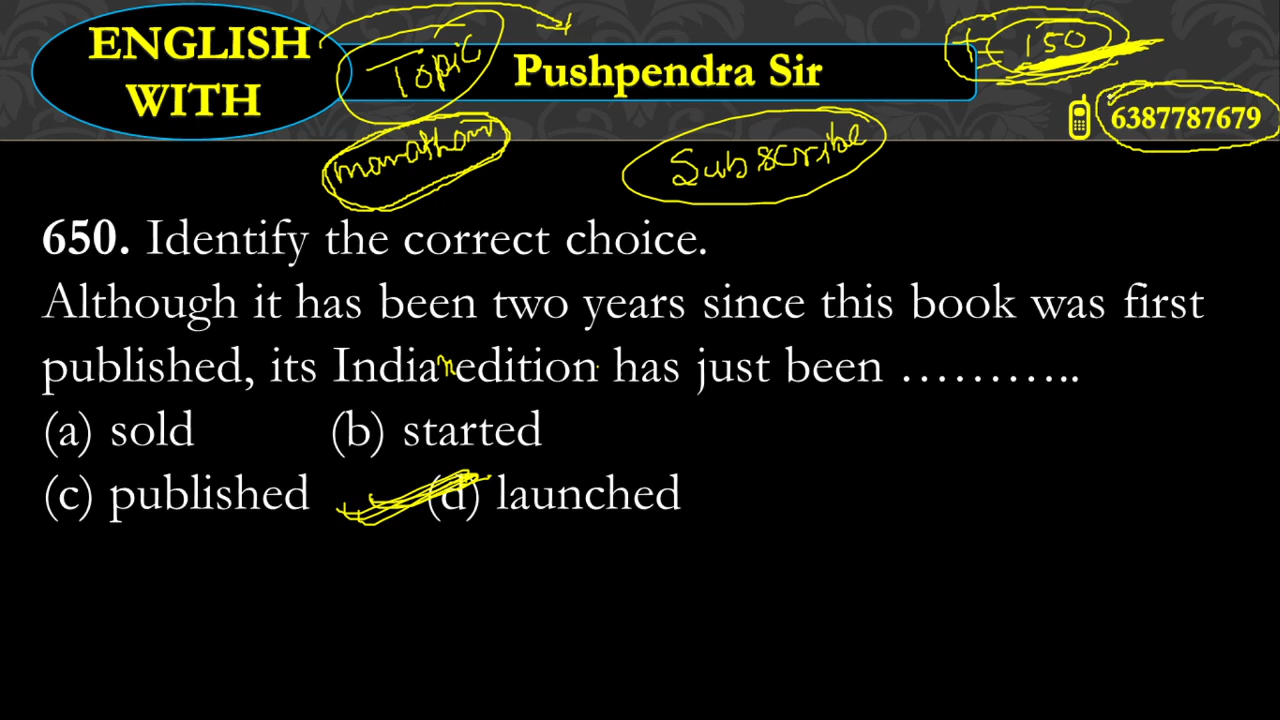 ENGLISH
WITH
Topic
Pushpendra Sir
150
6387787679
marathon
Subscribe
650. Identify the correct choice.
Although it has been two years since this book was first
published, its Indian edition has just been ………..
(a) sold (b) started
(c) published (d) launched